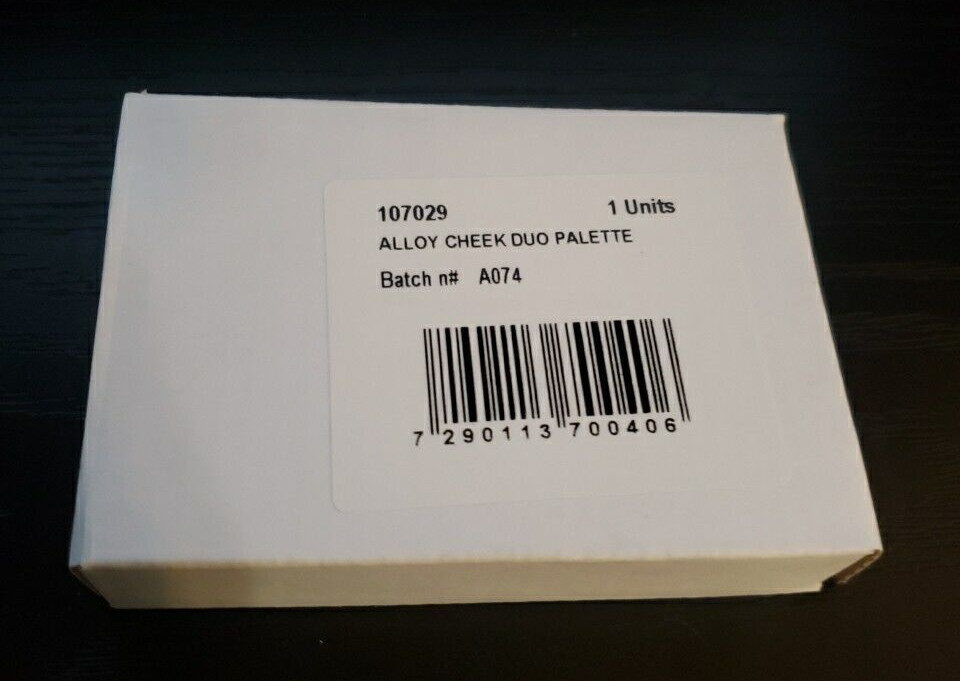 107029 1 Units
ALLOY CHEEK DUO PALETTE
Batch n# A074
7 290113 700406